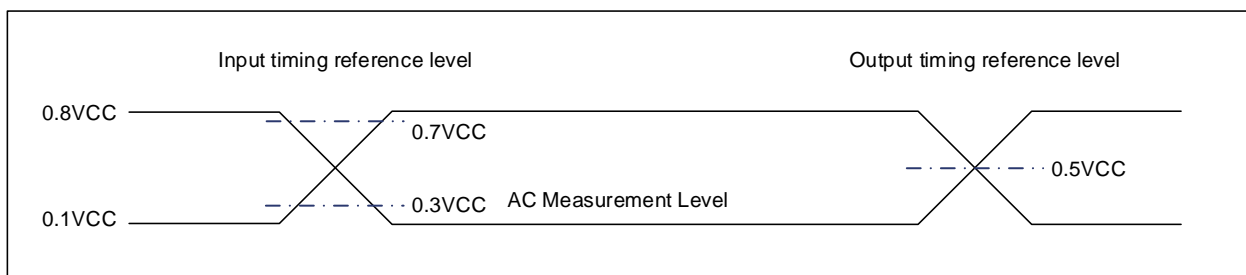 Input timing reference level
Output timing reference level
0.8VCC
0.7VCC
0.5VCC
0.3VCC
AC Measurement Level
0.1VCC